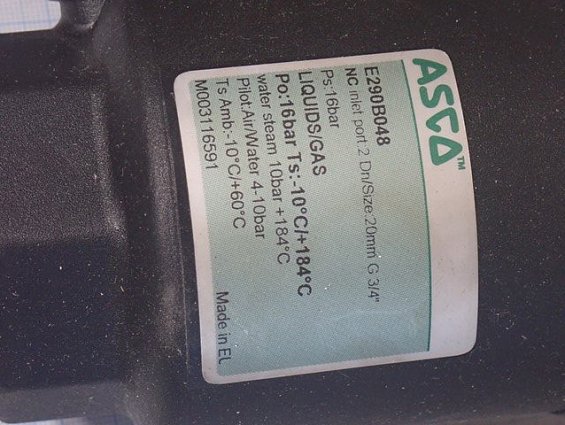 ASCO™
E290B048
NC inlet port:2 Dn/Size:20mm G 3/4"
Ps:16bar
LIQUIDS/GAS
Po:16bar Ts:-10°C/+184°C
water steam 10bar +184°C
Pilot:Air/Water 4-10bar
Ts Amb:-10°C/+60°C
M003116591
Made in EL